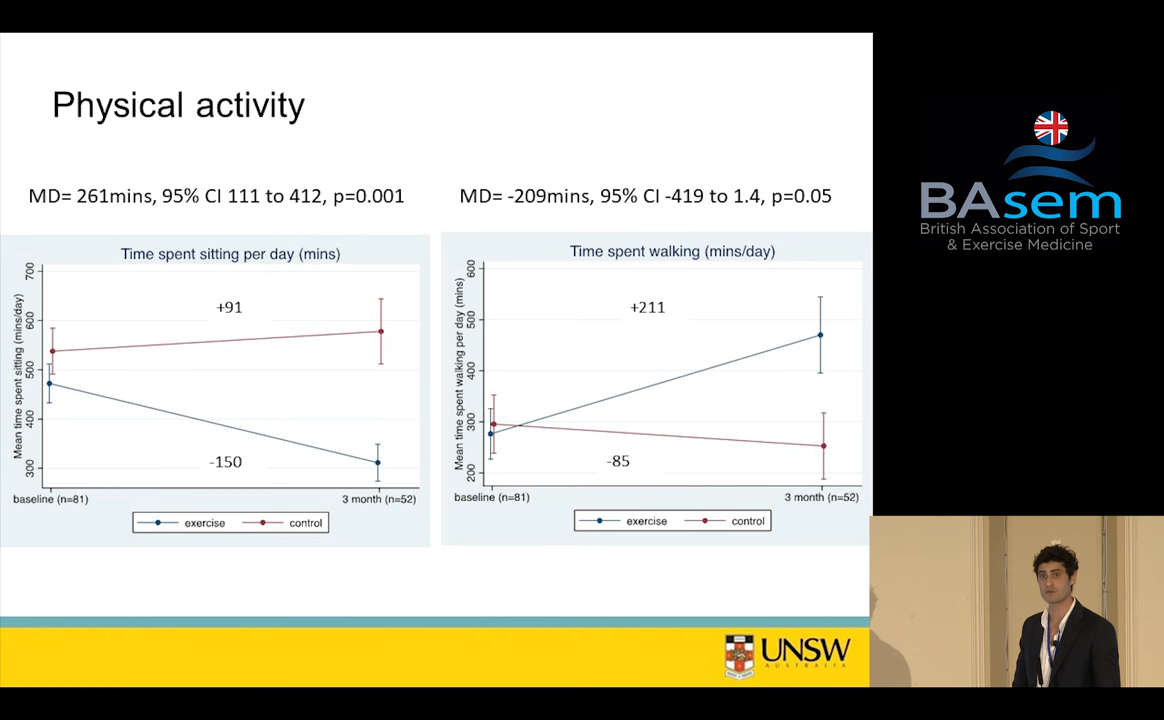 Physical activity
MD= 261mins, 95% CI 111 to 412, p=0.001
MD= -209mins, 95% CI -419 to 1.4, p=0.05
Time spent sitting per day (mins)
Mean time spent sitting (mins/day)
700
600
500
400
300
+91
-150
baseline (n=81)
3 month (n=52)
exercise
control
Time spent walking (mins/day)
Mean time spent walking per day (mins)
600
500
400
300
200
+211
-85
baseline (n=81)
3 month (n=52)
exercise
control
UNSW
AUSTRALIA
BAsem
British Association of Sport
& Exercise Medicine